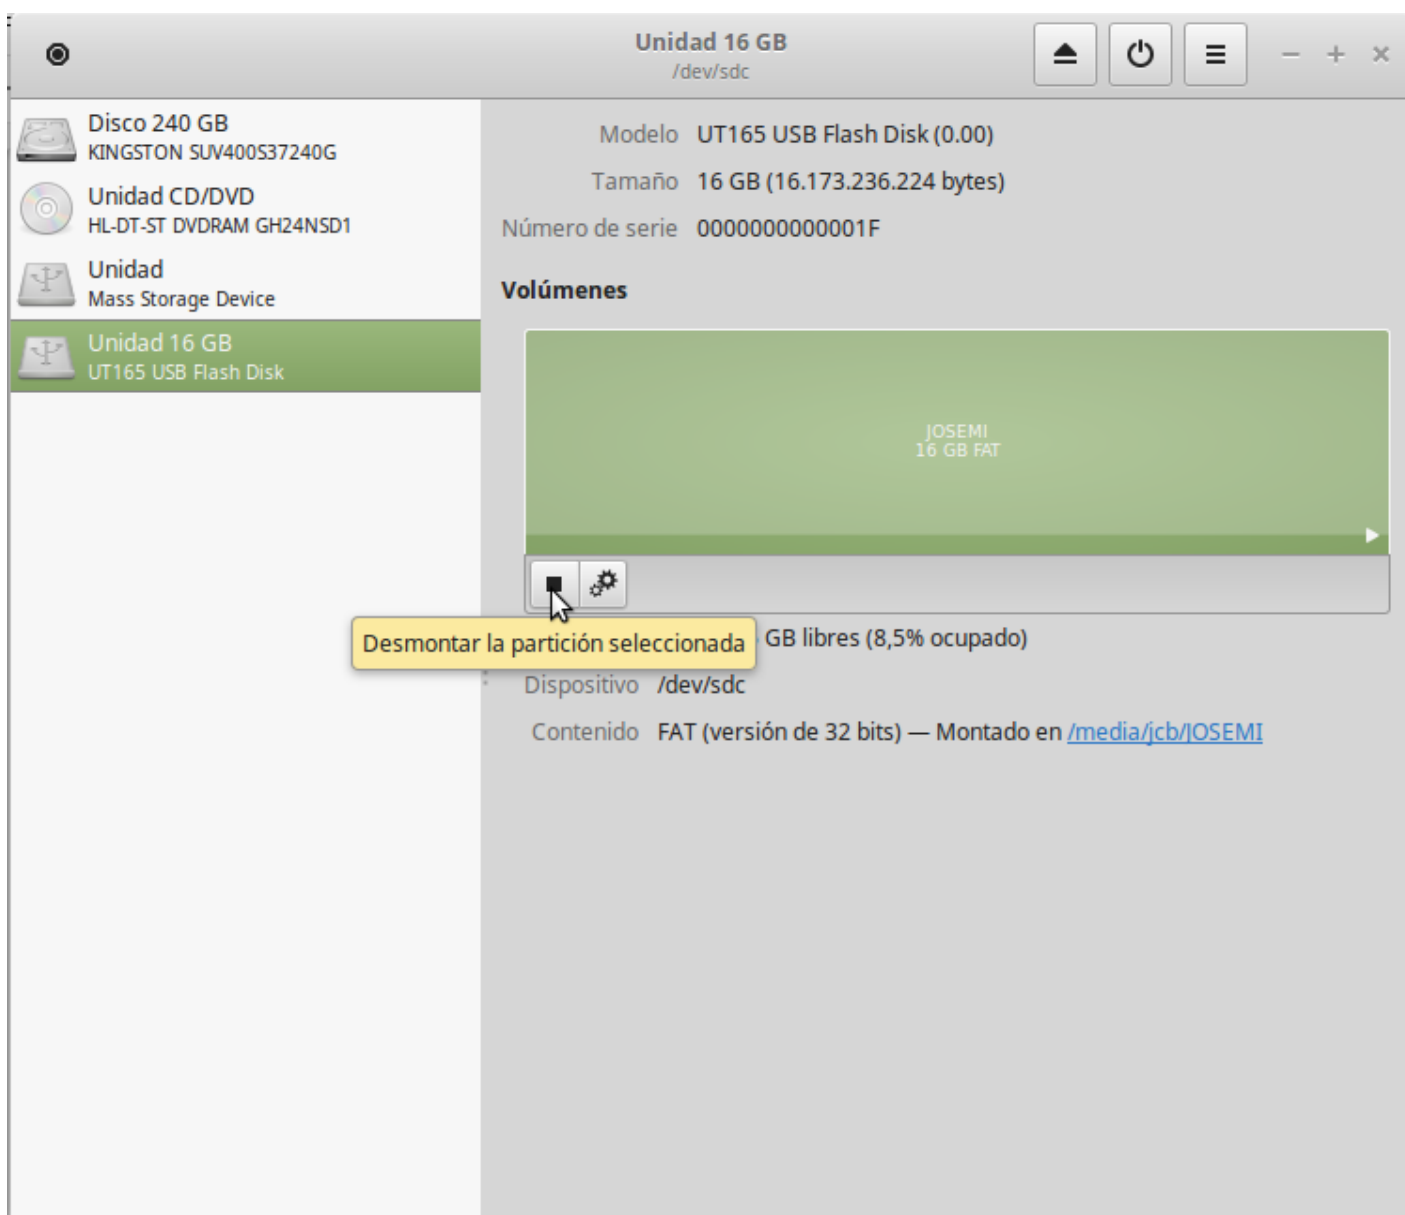 Unidad 16 GB
/dev/sdc
Disco 240 GB
KINGSTON SUV400S37240G
Unidad CD/DVD
HL-DT-ST DVDRAM GH24NSD1
Unidad
Mass Storage Device
Unidad 16 GB
UT165 USB Flash Disk
Modelo UT165 USB Flash Disk (0.00)
Tamaño 16 GB (16.173.236.224 bytes)
Número de serie 0000000000001F
Volúmenes
JOSEMI
16 GB FAT
Desmontar la partición seleccionada
GB libres (8,5% ocupado)
Dispositivo /dev/sdc
Contenido FAT (versión de 32 bits) — Montado en /media/jcb/JOSEMI